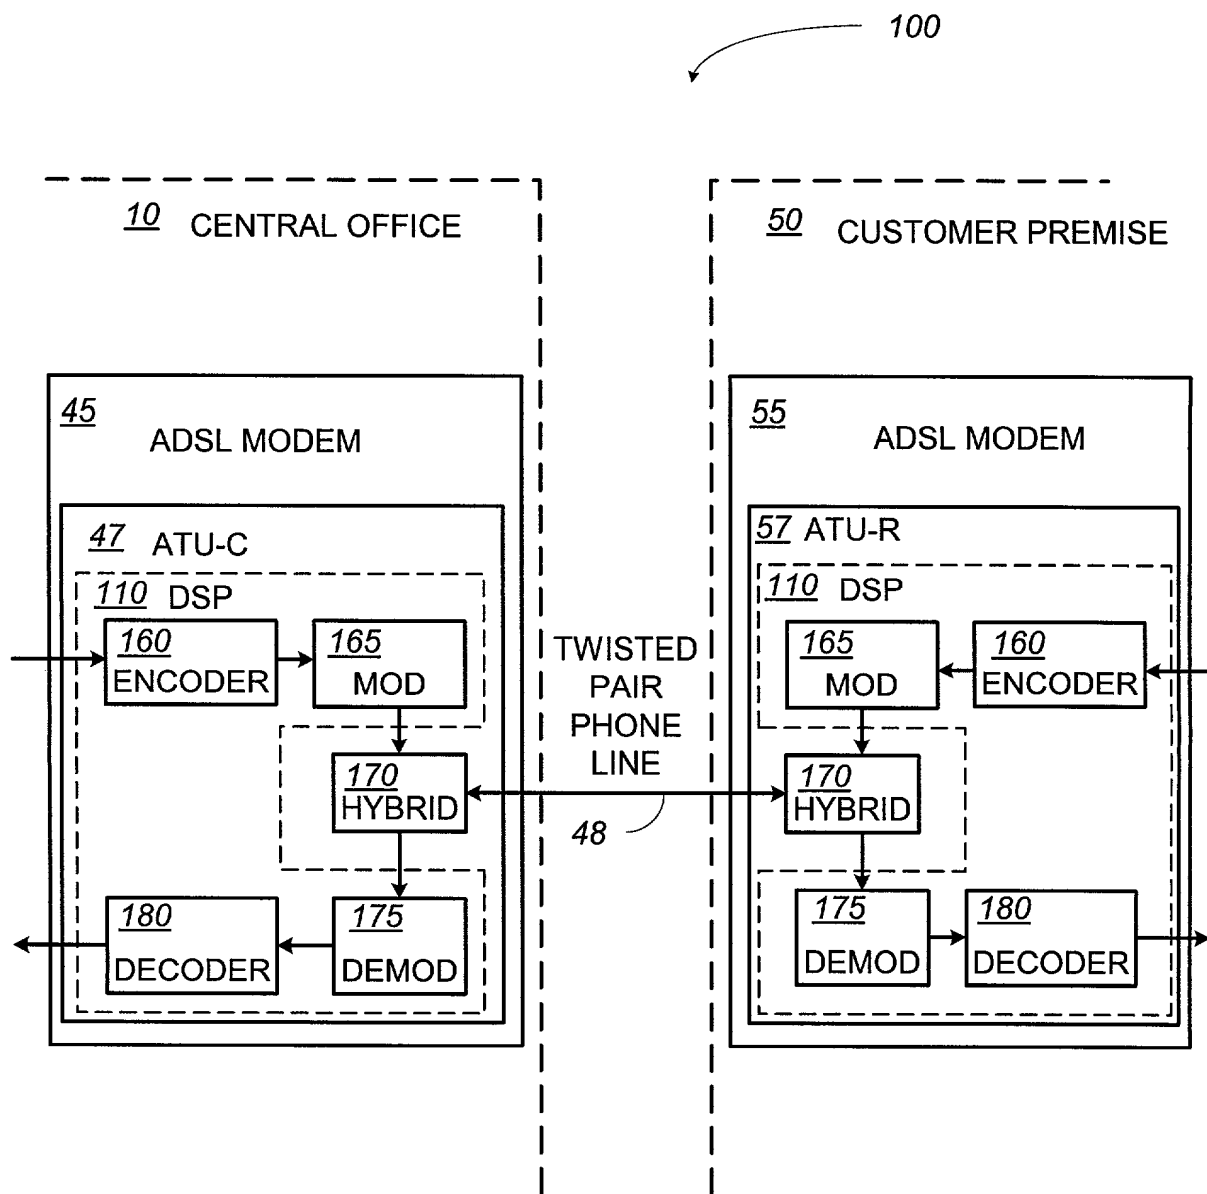 100
10 CENTRAL OFFICE
50 CUSTOMER PREMISE
45
ADSL MODEM
47 ATU-C
110 DSP
160
ENCODER
165
MOD
170
HYBRID
180
DECODER
175
DEMOD
TWISTED
PAIR
PHONE
LINE
48
55
ADSL MODEM
57 ATU-R
110 DSP
165
MOD
160
ENCODER
170
HYBRID
175
DEMOD
180
DECODER